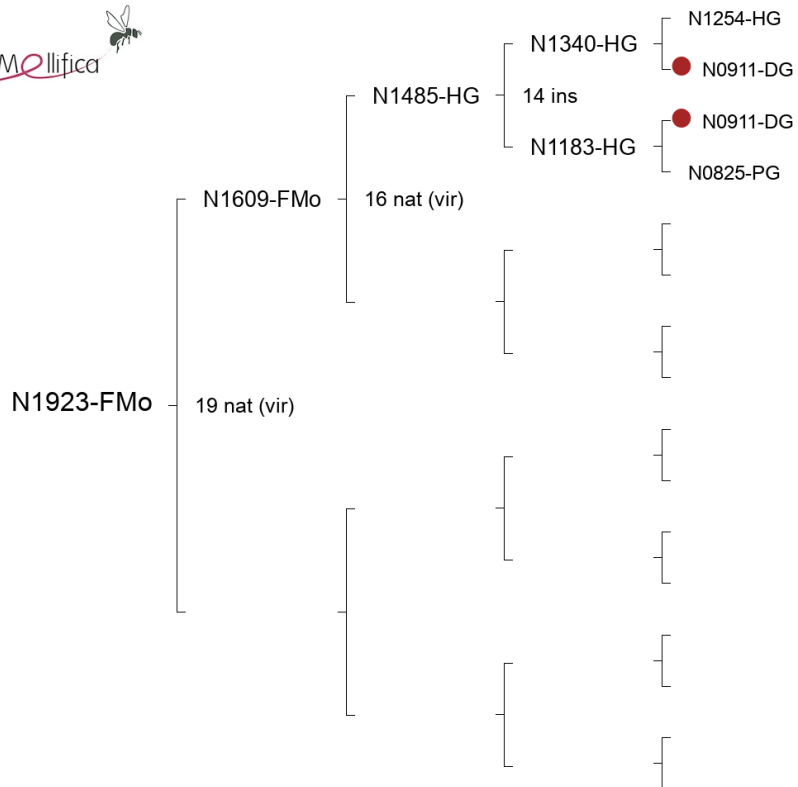 Mellifica
N1254-HG
N1340-HG
N0911-DG
N1485-HG
14 ins
N0911-DG
N1183-HG
N0825-PG
N1609-FMo
16 nat (vir)
N1923-FMo
19 nat (vir)